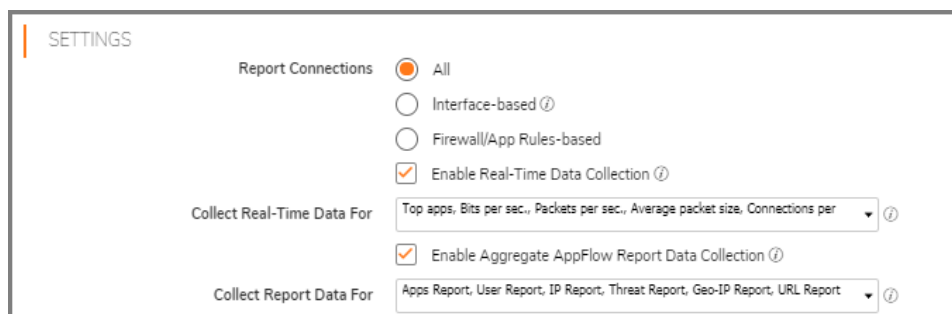 SETTINGS
Report Connections All
Interface-based
Firewall/App Rules-based
Enable Real-Time Data Collection
Collect Real-Time Data For Top apps, Bits per sec., Packets per sec., Average packet size, Connections per
Enable Aggregate AppFlow Report Data Collection
Collect Report Data For Apps Report, User Report, IP Report, Threat Report, Geo-IP Report, URL Report